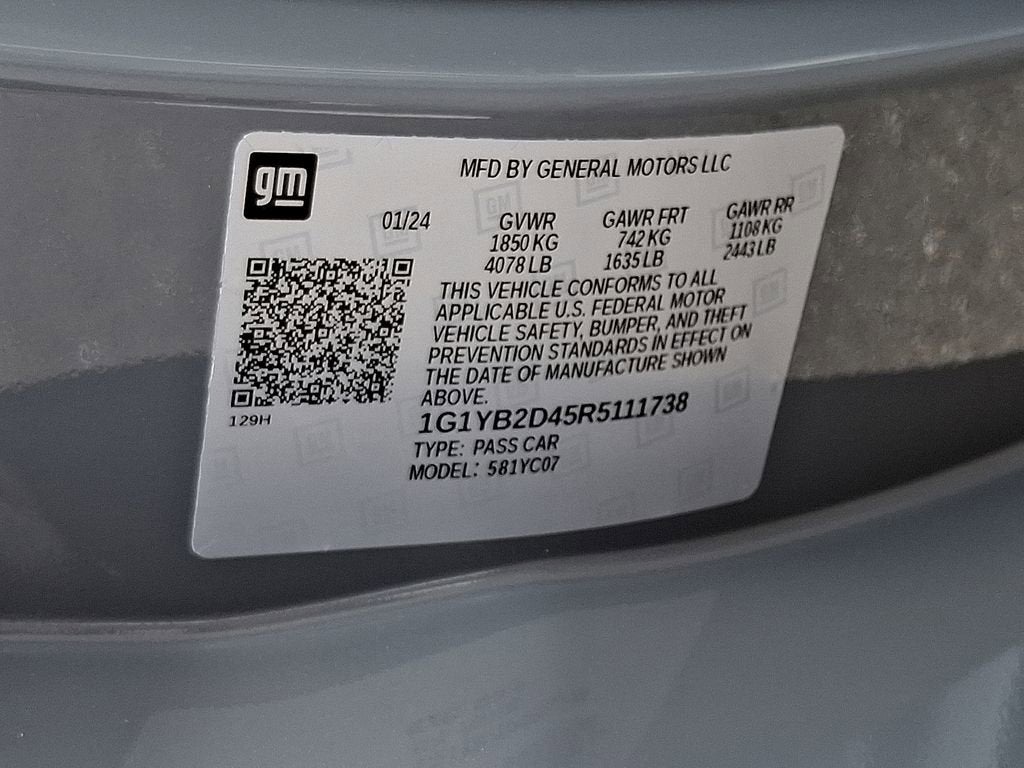 gm
MFD BY GENERAL MOTORS LLC
01/24 GVWR GAWR FRT GAWR RR
1850 KG 742 KG 1108 KG
4078 LB 1635 LB 2443 LB
THIS VEHICLE CONFORMS TO ALL
APPLICABLE U.S. FEDERAL MOTOR
VEHICLE SAFETY, BUMPER, AND THEFT
PREVENTION STANDARDS IN EFFECT ON
THE DATE OF MANUFACTURE SHOWN
ABOVE.
129H
1G1YB2D45R5111738
TYPE: PASS CAR
MODEL: 581YC07